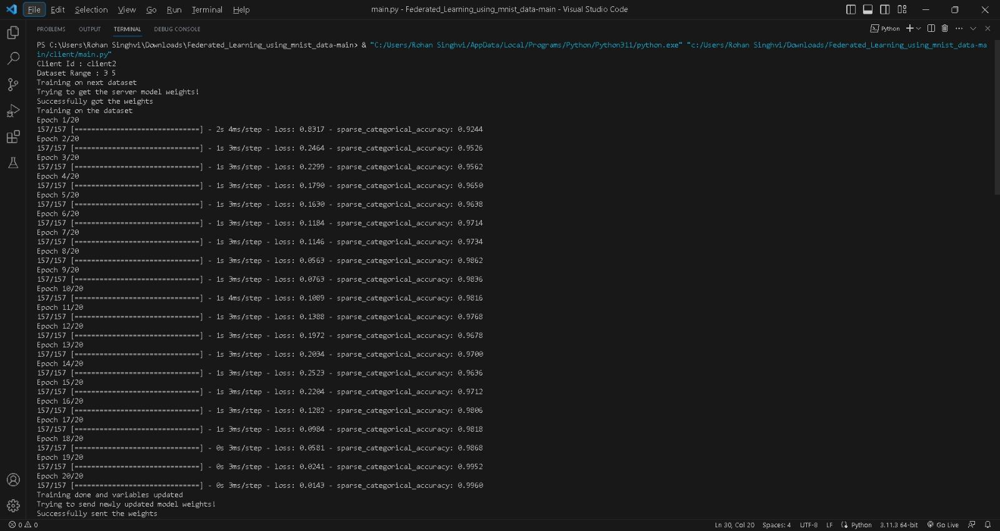 File Edit Selection View Go Run Terminal Help main.py - Federated_Learning_using_mnist_data-main - Visual Studio Code
PROBLEMS OUTPUT TERMINAL DEBUG CONSOLE Python
PS C:\Users\Rohan Singhvi\Downloads\Federated_Learning_using_mnist_data-main> & "C:/Users/Rohan Singhvi/AppData/Local/Programs/Python/Python311/python.exe" "c:/Users/Rohan Singhvi/Downloads/Federated_Learning_using_mnist_data-ma
in/client/main.py"
Client Id : client2
Dataset Range : 3 5
Training on next dataset
Trying to get the server model weights!
Successfully got the weights
Training on the dataset
Epoch 1/20
157/157 [==============================] - 2s 4ms/step - loss: 0.8317 - sparse_categorical_accuracy: 0.9244
Epoch 2/20
157/157 [==============================] - 1s 3ms/step - loss: 0.2464 - sparse_categorical_accuracy: 0.9526
Epoch 3/20
157/157 [==============================] - 1s 3ms/step - loss: 0.2299 - sparse_categorical_accuracy: 0.9562
Epoch 4/20
157/157 [==============================] - 1s 3ms/step - loss: 0.1790 - sparse_categorical_accuracy: 0.9650
Epoch 5/20
157/157 [==============================] - 1s 3ms/step - loss: 0.1630 - sparse_categorical_accuracy: 0.9638
Epoch 6/20
157/157 [==============================] - 1s 3ms/step - loss: 0.1184 - sparse_categorical_accuracy: 0.9714
Epoch 7/20
157/157 [==============================] - 1s 3ms/step - loss: 0.1146 - sparse_categorical_accuracy: 0.9734
Epoch 8/20
157/157 [==============================] - 1s 3ms/step - loss: 0.0563 - sparse_categorical_accuracy: 0.9862
Epoch 9/20
157/157 [==============================] - 1s 3ms/step - loss: 0.0763 - sparse_categorical_accuracy: 0.9836
Epoch 10/20
157/157 [==============================] - 1s 4ms/step - loss: 0.1089 - sparse_categorical_accuracy: 0.9816
Epoch 11/20
157/157 [==============================] - 1s 3ms/step - loss: 0.1388 - sparse_categorical_accuracy: 0.9768
Epoch 12/20
157/157 [==============================] - 1s 3ms/step - loss: 0.1972 - sparse_categorical_accuracy: 0.9678
Epoch 13/20
157/157 [==============================] - 1s 3ms/step - loss: 0.2034 - sparse_categorical_accuracy: 0.9700
Epoch 14/20
157/157 [==============================] - 1s 3ms/step - loss: 0.2523 - sparse_categorical_accuracy: 0.9636
Epoch 15/20
157/157 [==============================] - 1s 3ms/step - loss: 0.2204 - sparse_categorical_accuracy: 0.9712
Epoch 16/20
157/157 [==============================] - 1s 3ms/step - loss: 0.1282 - sparse_categorical_accuracy: 0.9806
Epoch 17/20
157/157 [==============================] - 1s 3ms/step - loss: 0.0984 - sparse_categorical_accuracy: 0.9818
Epoch 18/20
157/157 [==============================] - 0s 3ms/step - loss: 0.0581 - sparse_categorical_accuracy: 0.9868
Epoch 19/20
157/157 [==============================] - 0s 3ms/step - loss: 0.0241 - sparse_categorical_accuracy: 0.9952
Epoch 20/20
157/157 [==============================] - 0s 3ms/step - loss: 0.0143 - sparse_categorical_accuracy: 0.9960
Training done and variables updated
Trying to send newly updated model weights!
Successfully sent the weights
0 0 Ln 30, Col 20 Spaces: 4 UTF-8 LF Python 3.11.3 64-bit Go Live